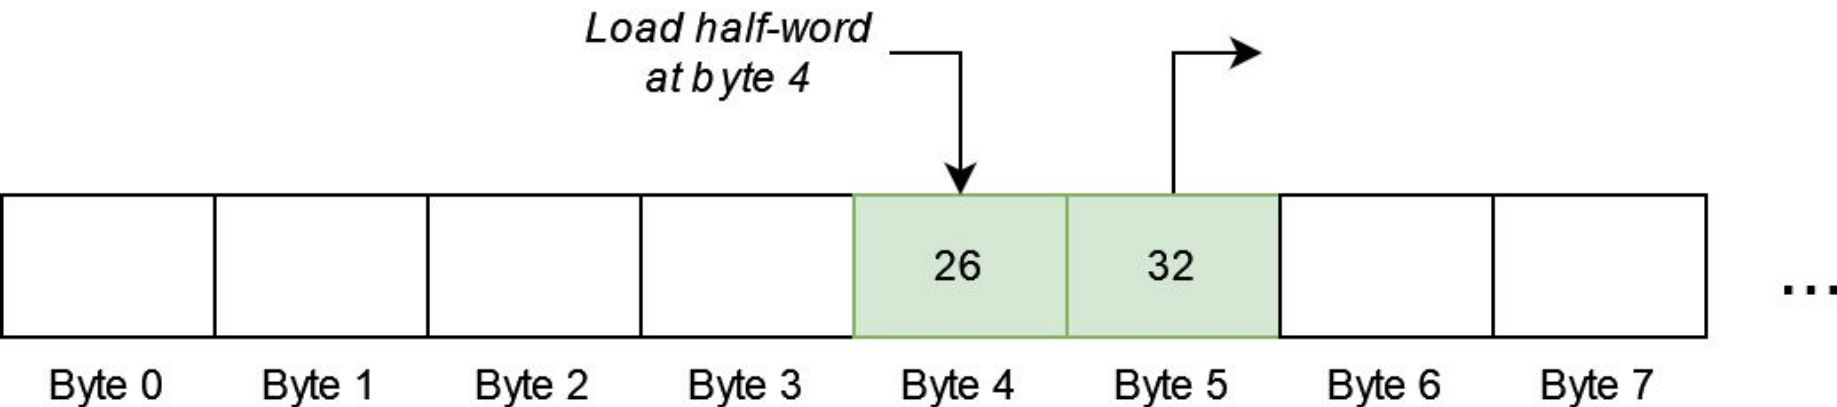 Load half-word
at byte 4
26 32
...
Byte 0 Byte 1 Byte 2 Byte 3 Byte 4 Byte 5 Byte 6 Byte 7